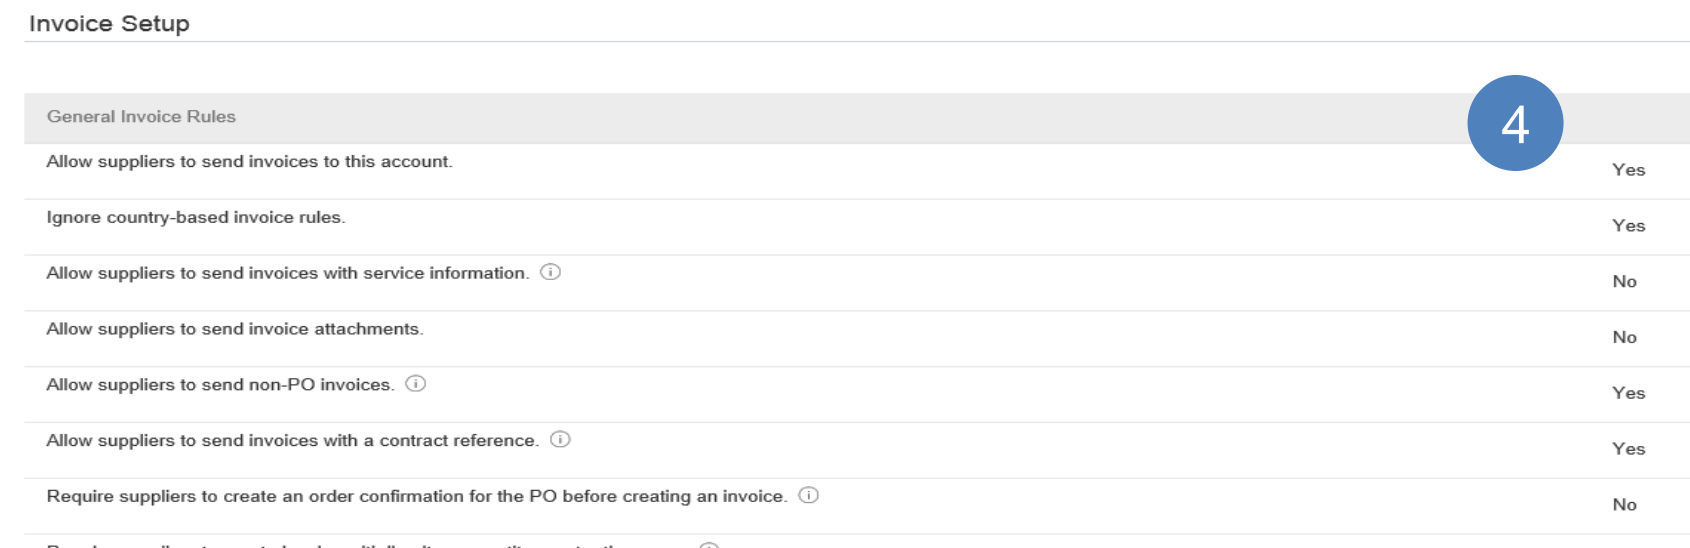 Invoice Setup
General Invoice Rules
4
Allow suppliers to send invoices to this account. Yes
Ignore country-based invoice rules. Yes
Allow suppliers to send invoices with service information. No
Allow suppliers to send invoice attachments. No
Allow suppliers to send non-PO invoices. Yes
Allow suppliers to send invoices with a contract reference. Yes
Require suppliers to create an order confirmation for the PO before creating an invoice. No